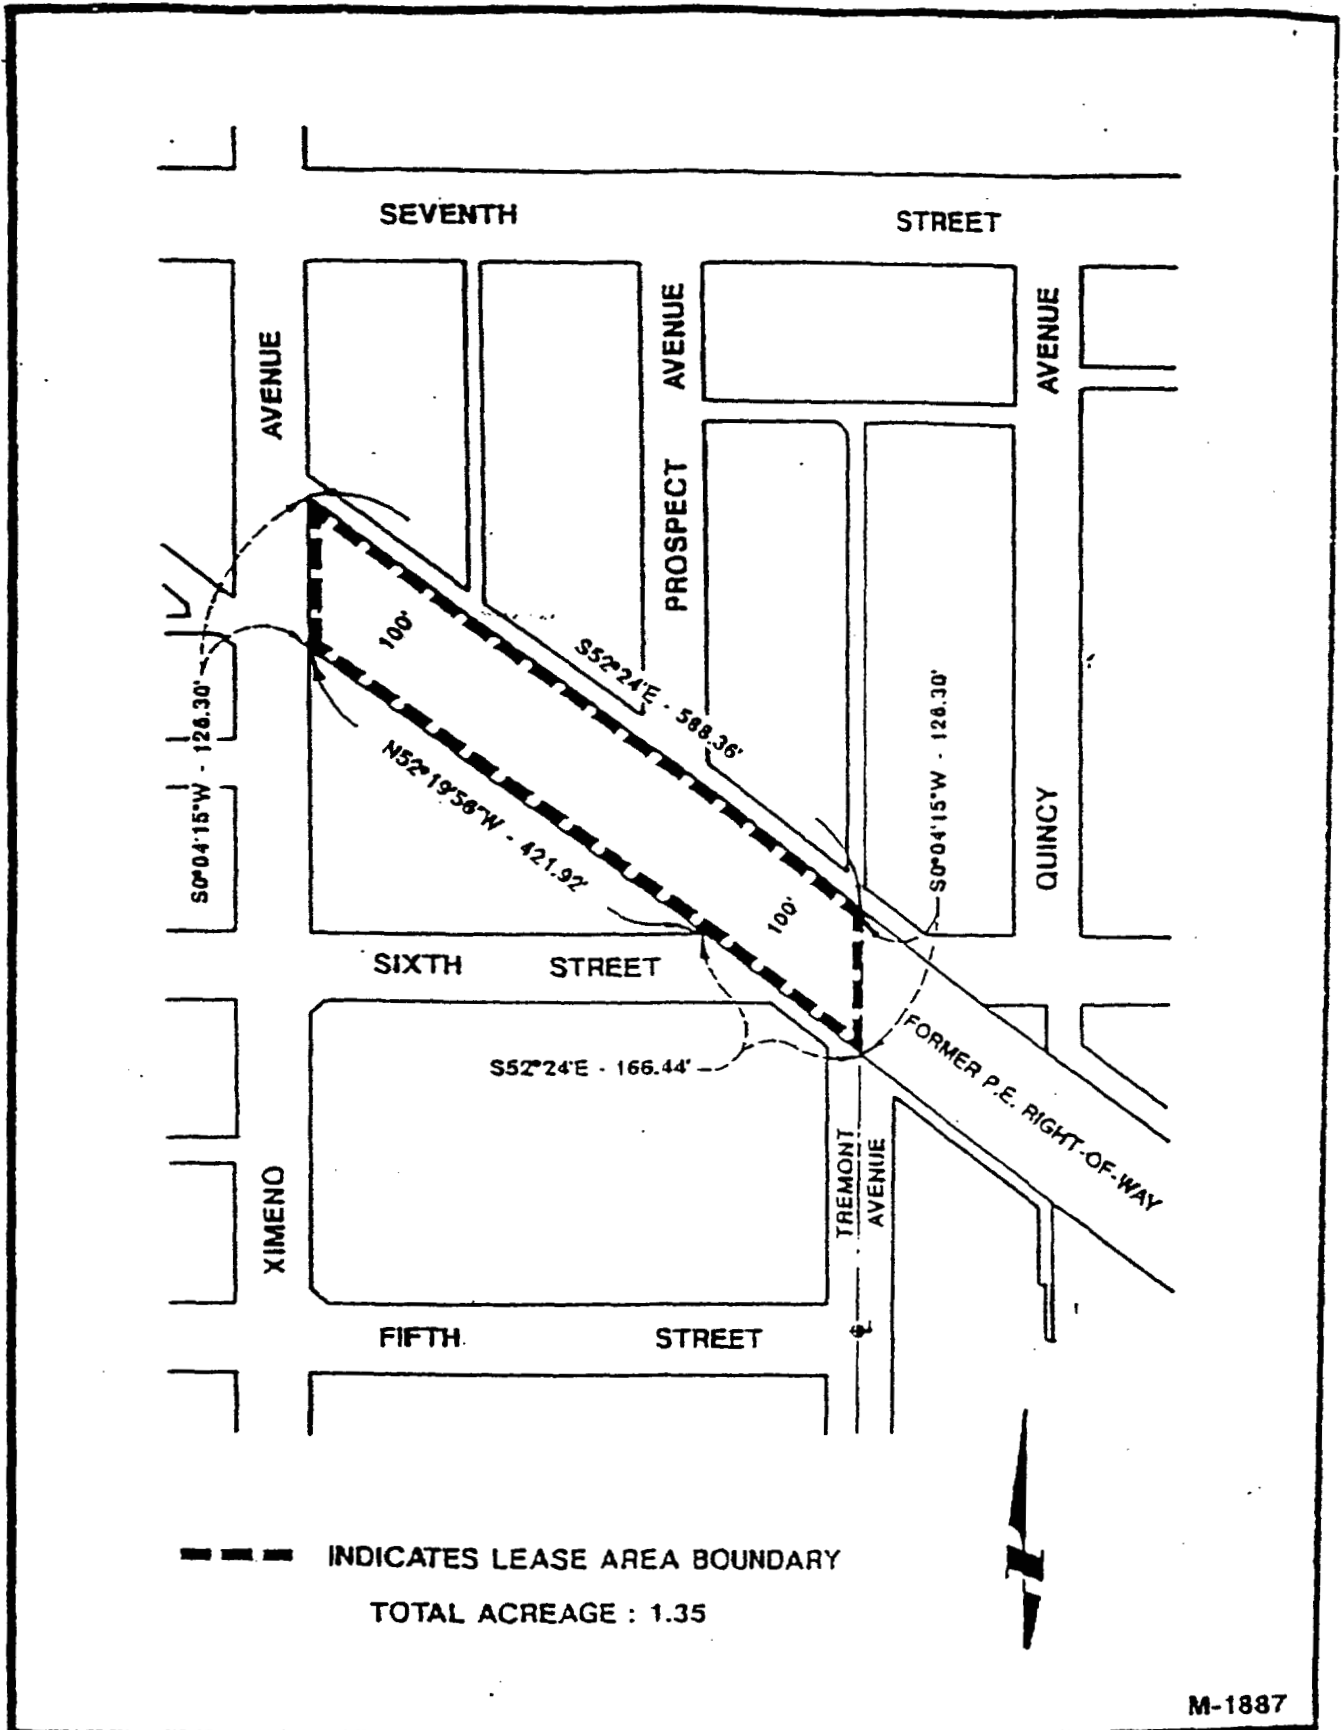 SEVENTH STREET
AVENUE
AVENUE
AVENUE
PROSPECT
100'
S52°24'E - 588.36'
S0°04'15"W - 128.30'
N52°19'56"W - 421.92'
S0°04'15"W - 128.30'
QUINCY
100'
SIXTH STREET
S52°24'E - 166.44'
FORMER P.E. RIGHT-OF-WAY
TREMONT
AVENUE
XIMENO
FIFTH STREET
INDICATES LEASE AREA BOUNDARY
TOTAL ACREAGE : 1.35
N
M-1887